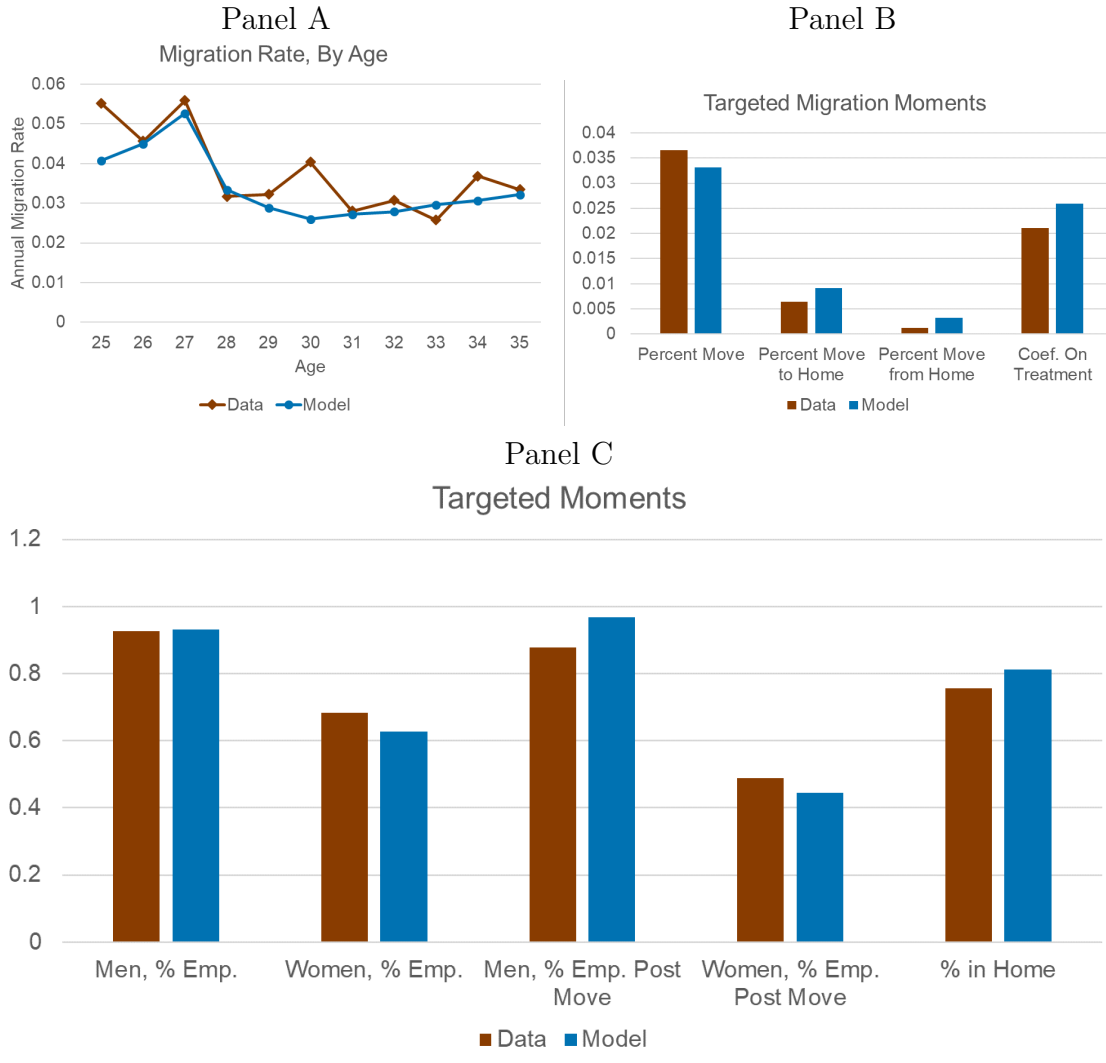 Panel A
Migration Rate, By Age
Annual Migration Rate
0.06
0.05
0.04
0.03
0.02
0.01
0
25 26 27 28 29 30 31 32 33 34 35
Age
Data Model
Panel B
Targeted Migration Moments
0.04
0.035
0.03
0.025
0.02
0.015
0.01
0.005
0
Percent Move
Percent Move
to Home
Percent Move
from Home
Coef. On
Treatment
Data Model
Panel C
Targeted Moments
1.2
1
0.8
0.6
0.4
0.2
0
Men, % Emp.
Women, % Emp.
Men, % Emp. Post
Move
Women, % Emp.
Post Move
% in Home
Data Model